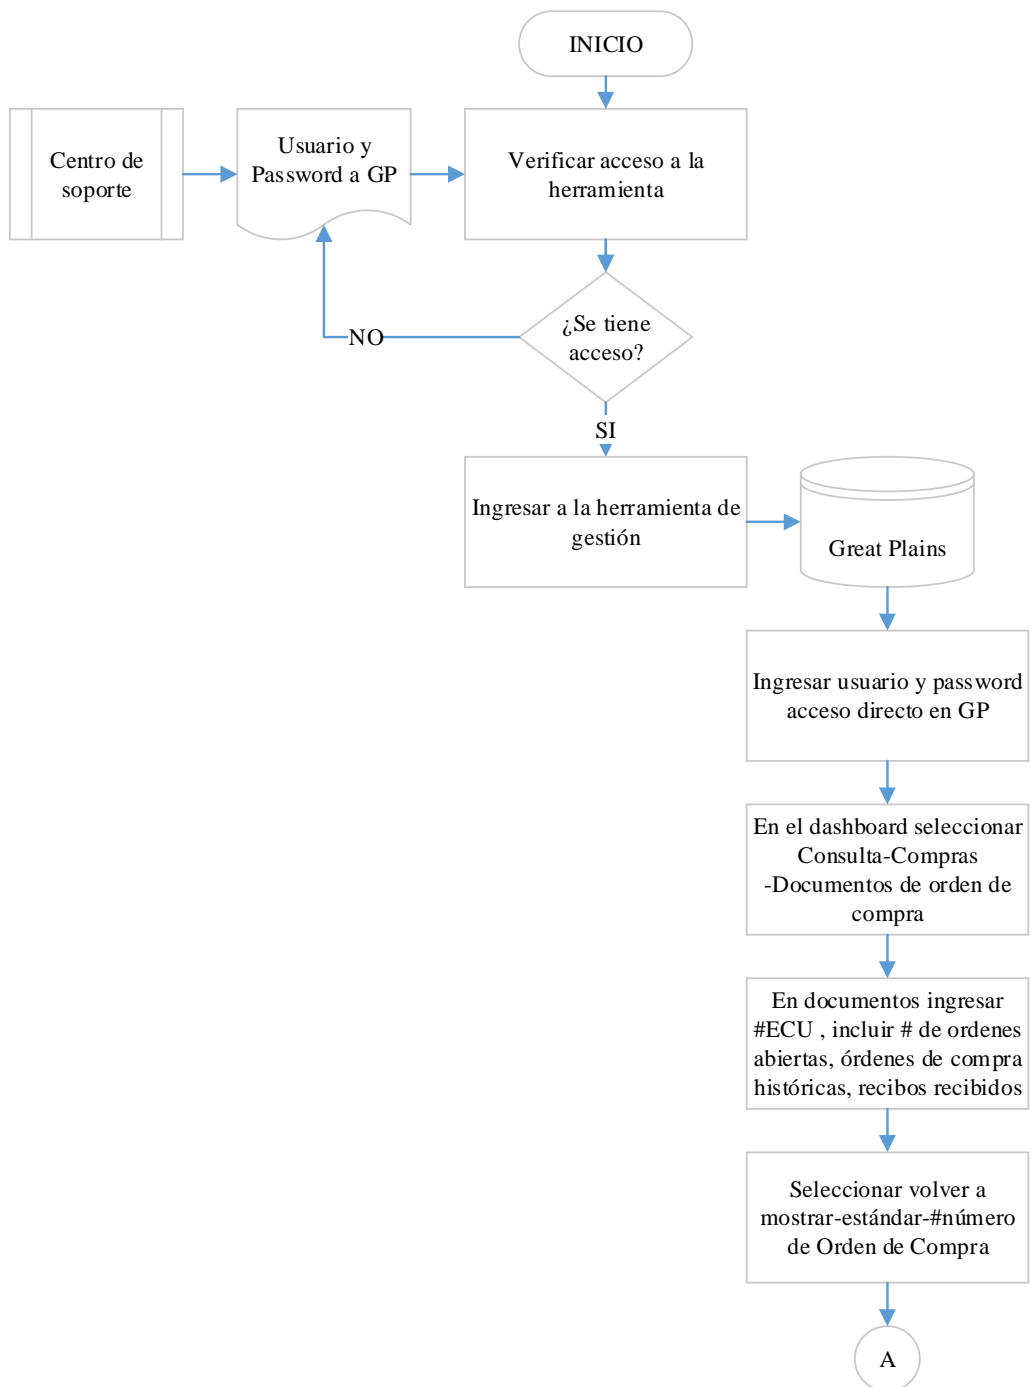 INICIO
Centro de
soporte
Usuario y
Password a GP
Verificar acceso a la
herramienta
¿Se tiene
acceso?
NO
SI
Ingresar a la herramienta de
gestión
Great Plains
Ingresar usuario y password
acceso directo en GP
En el dashboard seleccionar
Consulta-Compras
-Documentos de orden de
compra
En documentos ingresar
#ECU , incluir # de ordenes
abiertas, órdenes de compra
históricas, recibos recibidos
Seleccionar volver a
mostrar-estándar-#número
de Orden de Compra
A